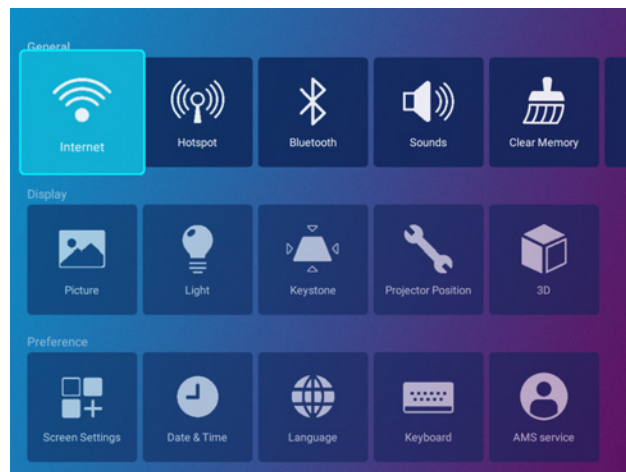 General
Internet
Hotspot
Bluetooth
Sounds
Clear Memory
Display
Picture
Light
Keystone
Projector Position
3D
Preference
Screen Settings
Date & Time
Language
Keyboard
AMS service